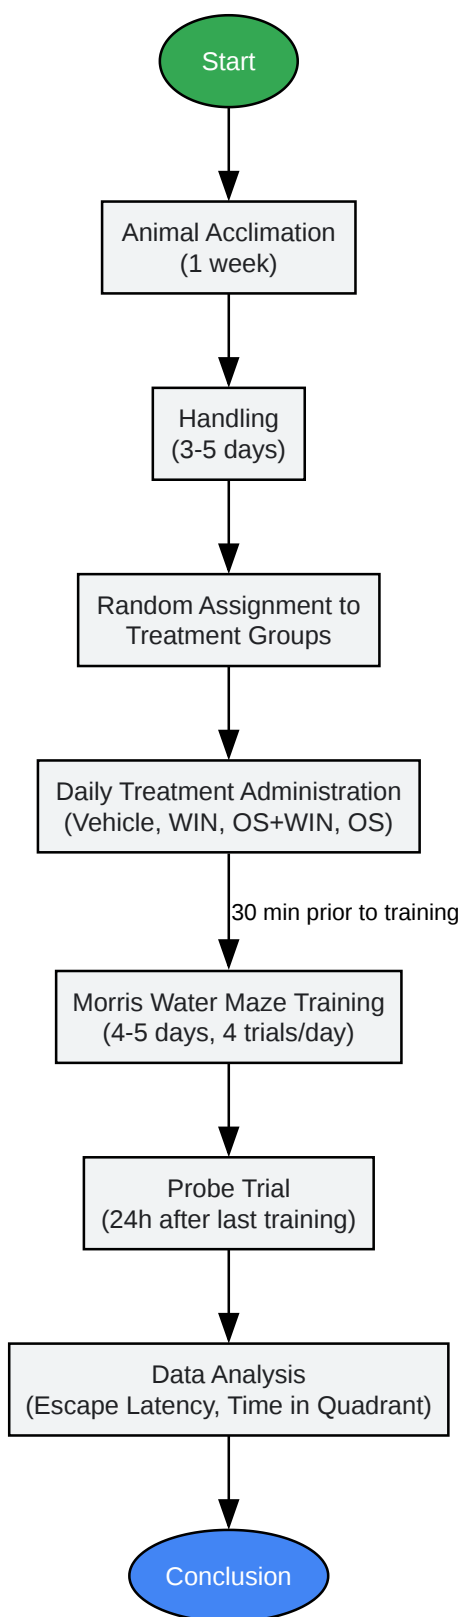 Start
Animal Acclimation
(1 week)
Handling
(3-5 days)
Random Assignment to
Treatment Groups
Daily Treatment Administration
(Vehicle, WIN, OS+WIN, OS)
30 min prior to training
Morris Water Maze Training
(4-5 days, 4 trials/day)
Probe Trial
(24h after last training)
Data Analysis
(Escape Latency, Time in Quadrant)
Conclusion